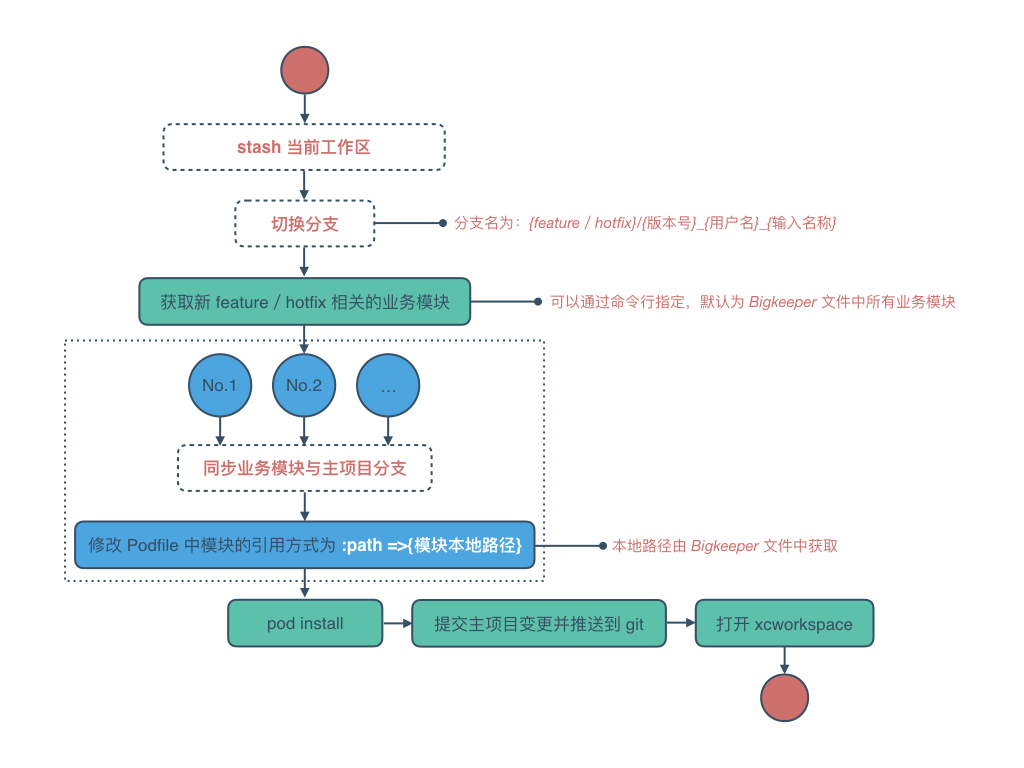 stash 当前工作区
切换分支
分支名为：{feature / hotfix}/{版本号}_{用户名}_{输入名称}
获取新 feature / hotfix 相关的业务模块
可以通过命令行指定，默认为 Bigkeeper 文件中所有业务模块
No.1
No.2
...
同步业务模块与主项目分支
修改 Podfile 中模块的引用方式为 :path =>{模块本地路径}
本地路径由 Bigkeeper 文件中获取
pod install
提交主项目变更并推送到 git
打开 xcworkspace